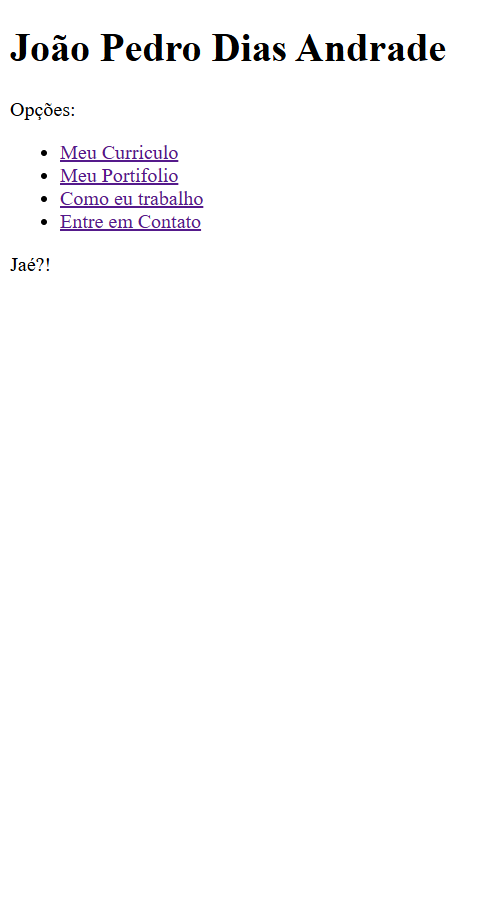 João Pedro Dias Andrade
Opções:
Meu Curriculo
Meu Portifolio
Como eu trabalho
Entre em Contato
Jaé?!